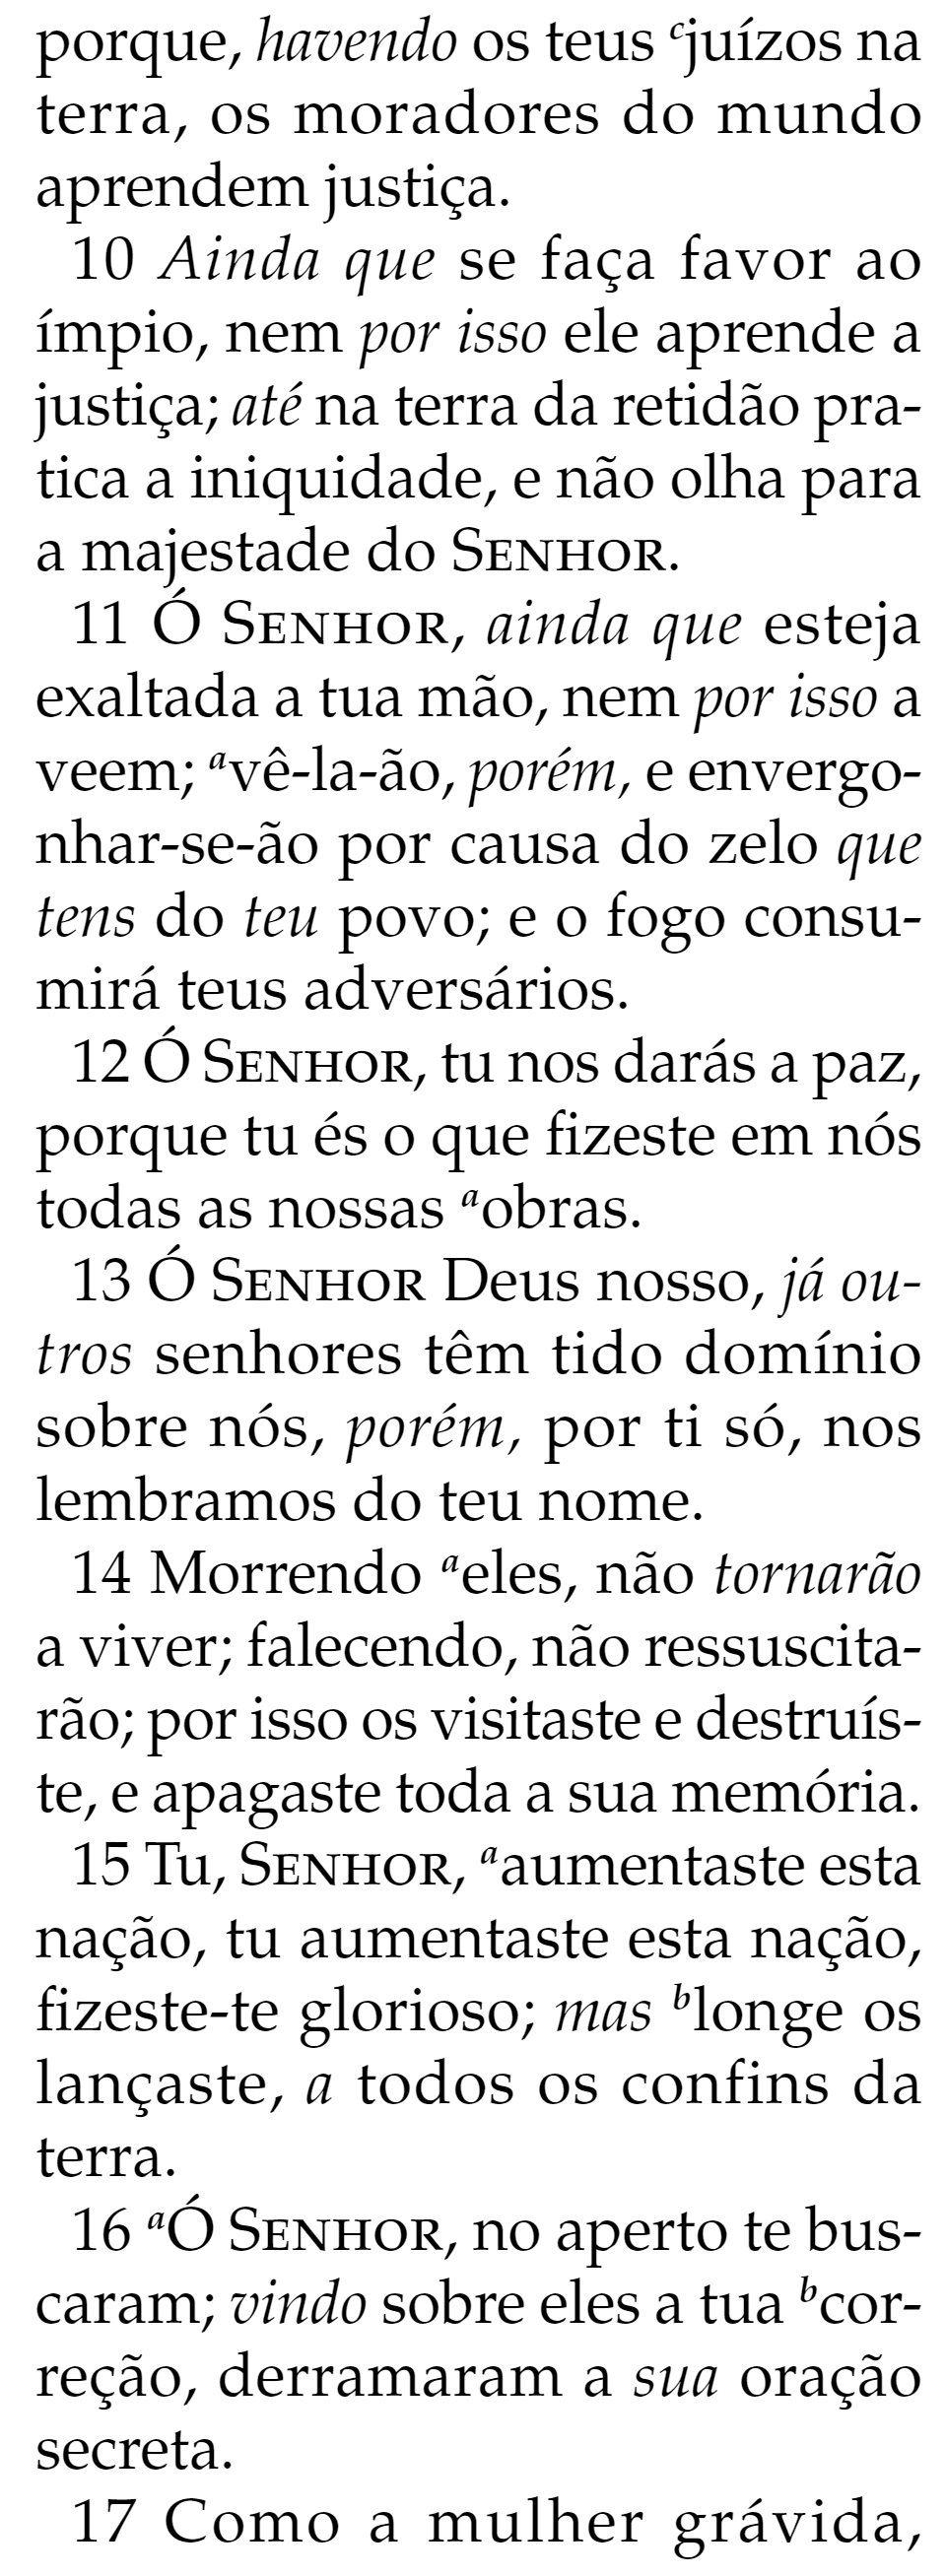 porque, havendo os teus ᶜjuízos na
terra, os moradores do mundo
aprendem justiça.
10 Ainda que se faça favor ao
ímpio, nem por isso ele aprende a
justiça; até na terra da retidão pra-
tica a iniquidade, e não olha para
a majestade do SENHOR.
11 Ó SENHOR, ainda que esteja
exaltada a tua mão, nem por isso a
veem; ᵃvê-la-ão, porém, e envergo-
nhar-se-ão por causa do zelo que
tens do teu povo; e o fogo consu-
mirá teus adversários.
12 Ó SENHOR, tu nos darás a paz,
porque tu és o que fizeste em nós
todas as nossas ᵃobras.
13 Ó SENHOR Deus nosso, já ou-
tros senhores têm tido domínio
sobre nós, porém, por ti só, nos
lembramos do teu nome.
14 Morrendo ᵃeles, não tornarão
a viver; falecendo, não ressuscita-
rão; por isso os visitaste e destruís-
te, e apagaste toda a sua memória.
15 Tu, SENHOR, ᵃaumentaste esta
nação, tu aumentaste esta nação,
fizeste-te glorioso; mas ᵇlonge os
lançaste, a todos os confins da
terra.
16 ᵃÓ SENHOR, no aperto te bus-
caram; vindo sobre eles a tua ᵇcor-
reção, derramaram a sua oração
secreta.
17 Como a mulher grávida,